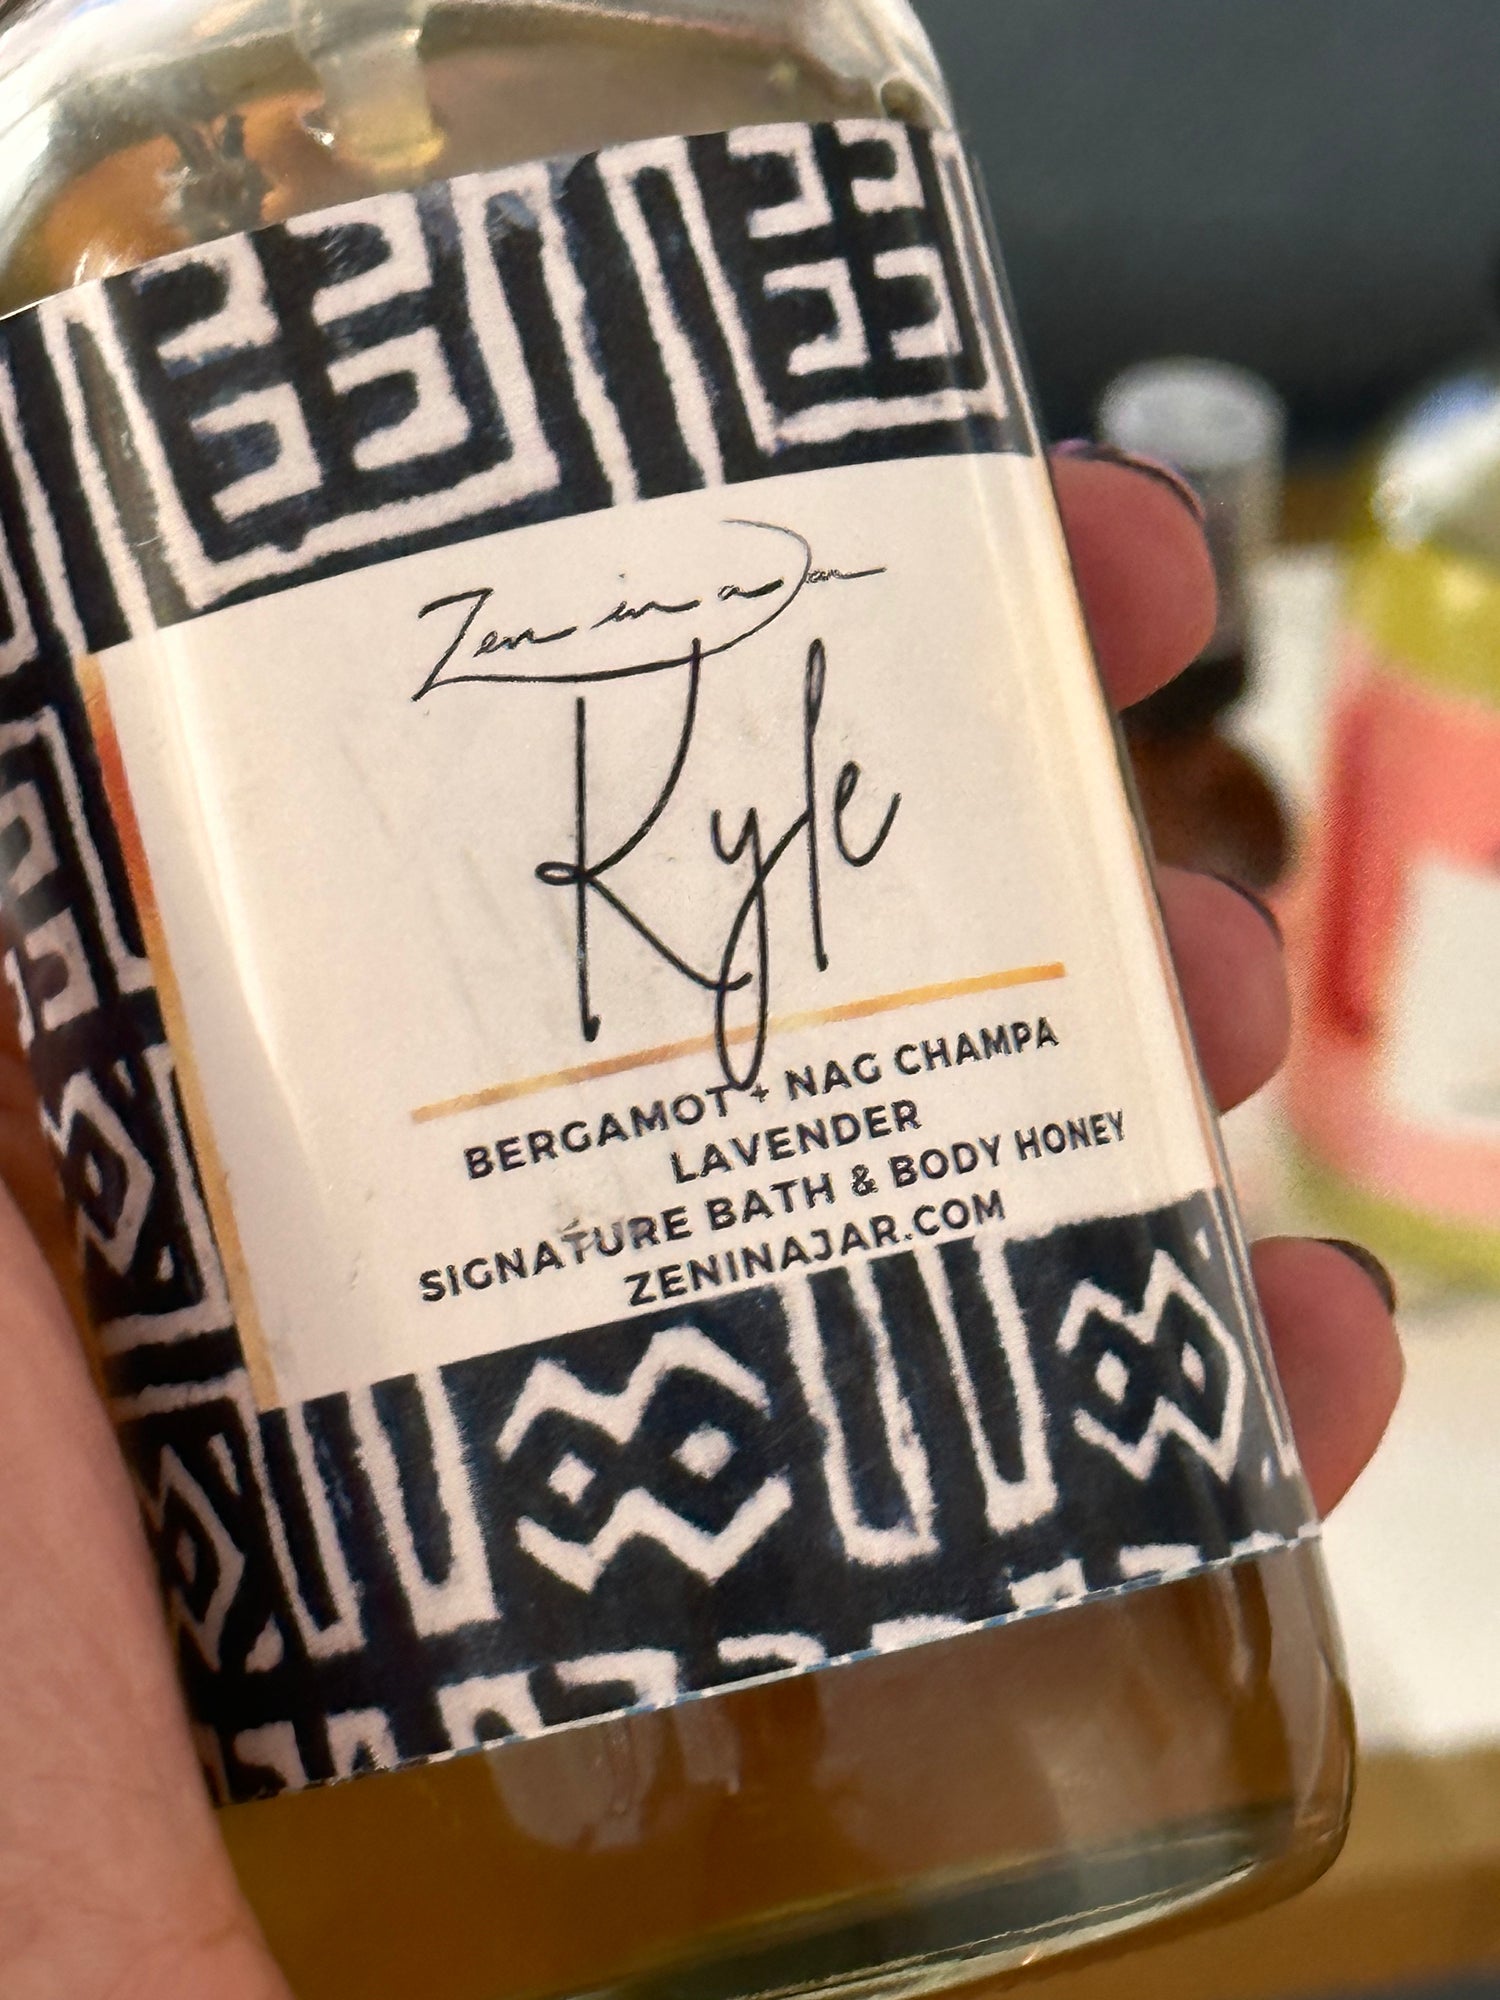 Zen in a Jar
Kyle
BERGAMOT + NAG CHAMPA
LAVENDER
SIGNATURE BATH & BODY HONEY
ZENINAJAR.COM